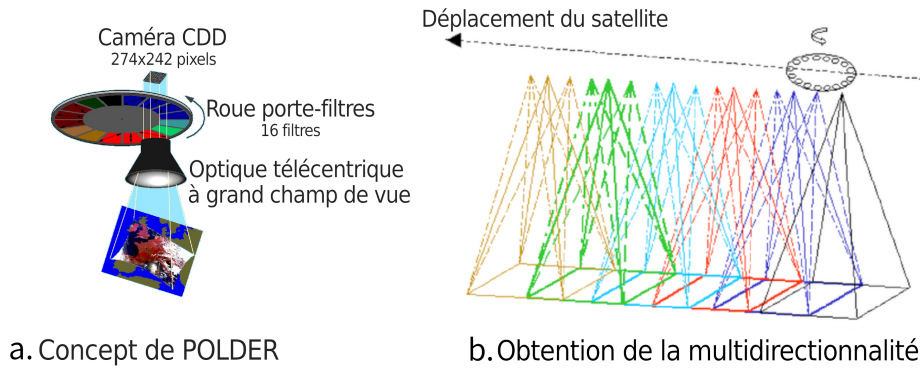 Caméra CDD
274x242 pixels
Roue porte-filtres
16 filtres
Optique télécentrique
à grand champ de vue
a. Concept de POLDER
Déplacement du satellite
b. Obtention de la multidirectionnalité